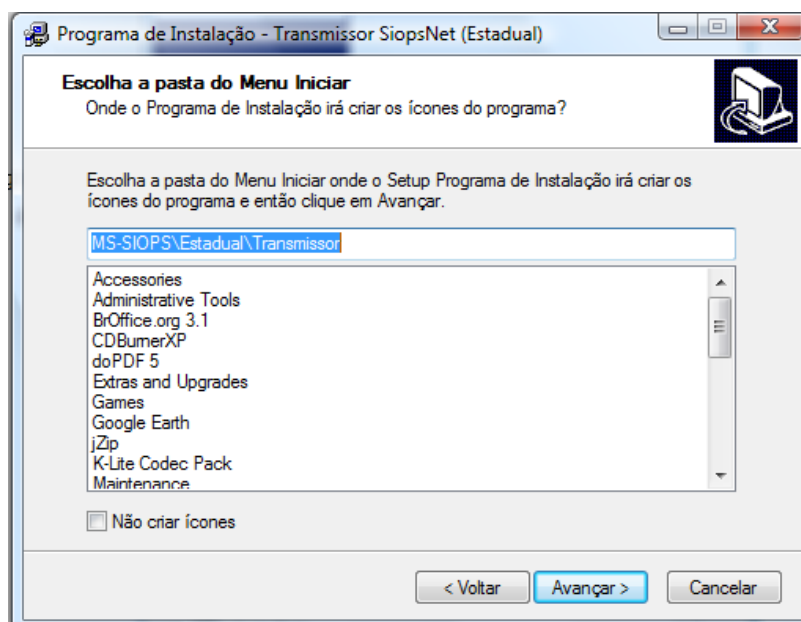 Programa de Instalação - Transmissor SiopsNet (Estadual)
Escolha a pasta do Menu Iniciar
Onde o Programa de Instalação irá criar os ícones do programa?
Escolha a pasta do Menu Iniciar onde o Setup Programa de Instalação irá criar os
ícones do programa e então clique em Avançar.
MS-SIOPS\Estadual\Transmissor
Accessories
Administrative Tools
BrOffice.org 3.1
CDBurnerXP
doPDF 5
Extras and Upgrades
Games
Google Earth
jZip
K-Lite Codec Pack
Maintenance
Não criar ícones
< Voltar Avançar > Cancelar